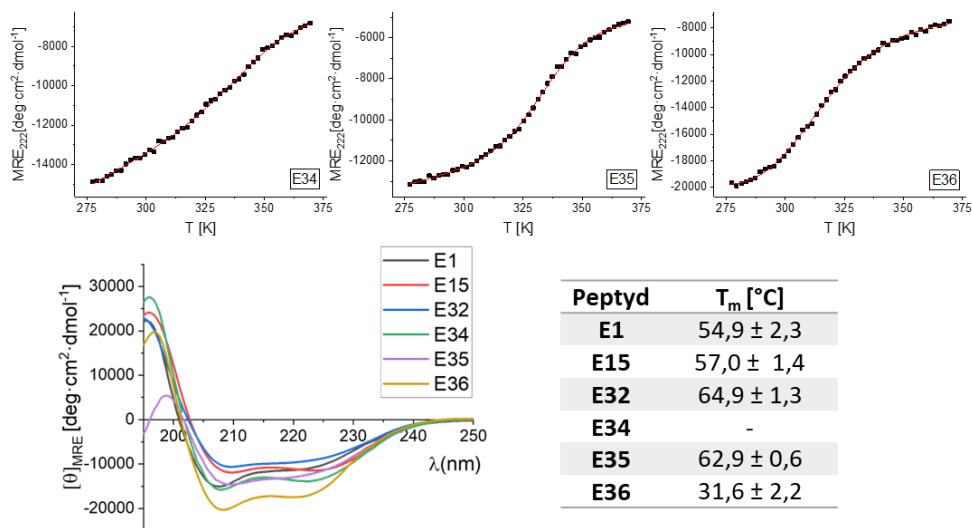 MRE222[deg·cm2·dmol-1]
-8000
-10000
-12000
-14000
275
300
325
350
375
T [K]
E34
MRE222[deg·cm2·dmol-1]
-6000
-8000
-10000
-12000
275
300
325
350
375
T [K]
E35
MRE222[deg·cm2·dmol-1]
-8000
-10000
-12000
-14000
-16000
-18000
-20000
275
300
325
350
375
T [K]
E36
[θ]MRE [deg·cm2·dmol-1]
30000
20000
10000
0
-10000
-20000
200
210
220
230
240
250
λ(nm)
E1
E15
E32
E34
E35
E36
Peptyd Tm [°C]
E1 54,9 ± 2,3
E15 57,0 ± 1,4
E32 64,9 ± 1,3
E34 -
E35 62,9 ± 0,6
E36 31,6 ± 2,2